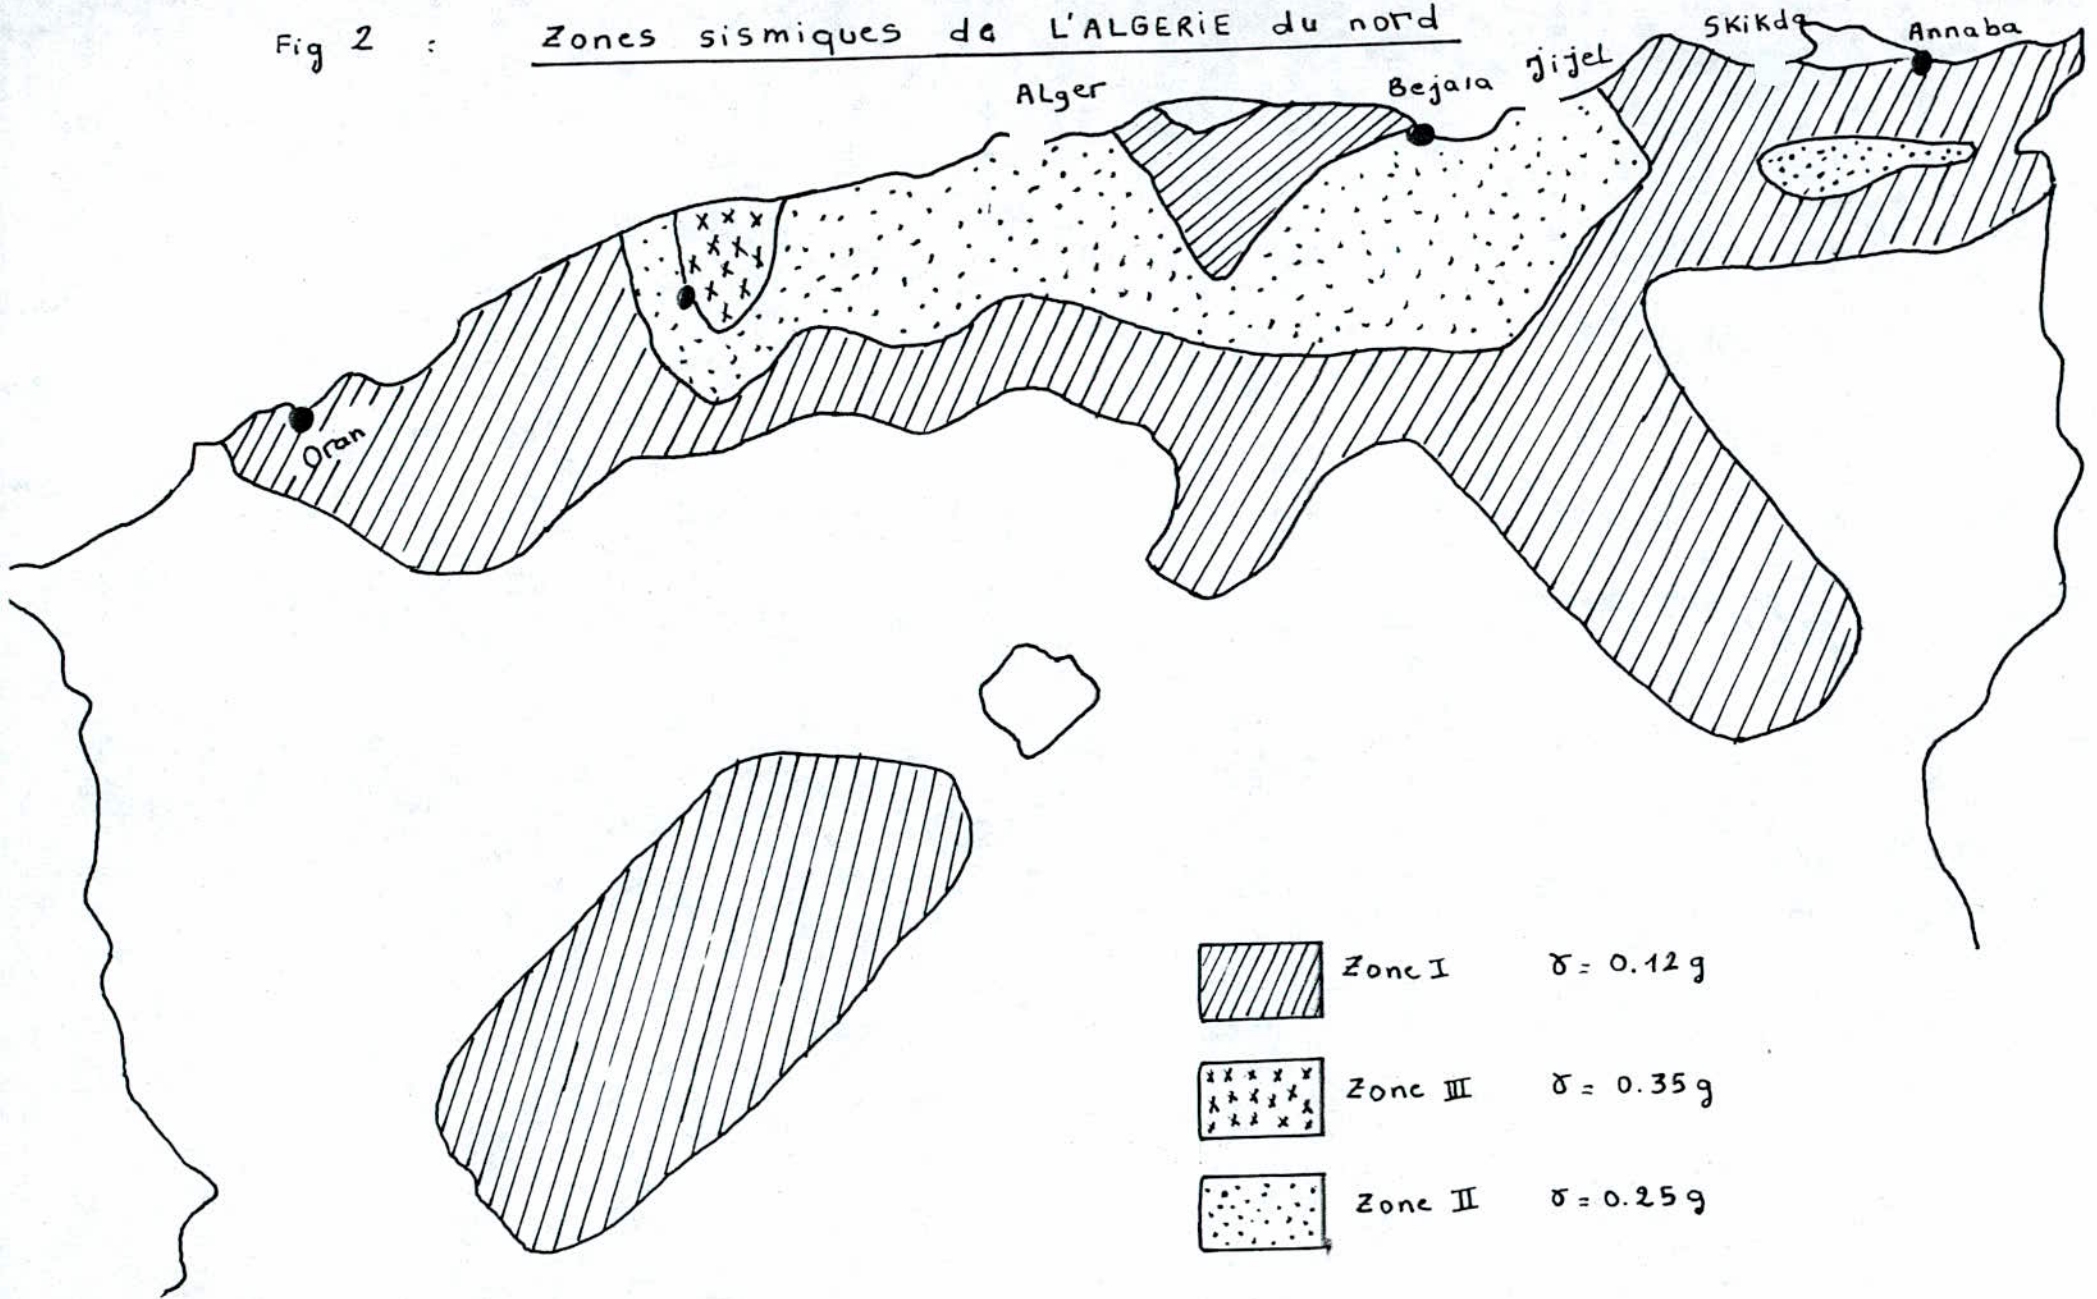 Fig 2 : Zones sismiques de L'ALGERIE du nord
Skikda
Annaba
Jijel
Bejaia
Alger
Oran
Zone I γ = 0.12 g
Zone III γ = 0.35 g
Zone II γ = 0.25 g